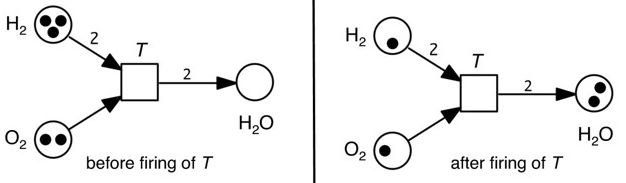 H₂
2
T
2
H₂O
O₂
before firing of T
H₂
2
T
2
H₂O
O₂
after firing of T